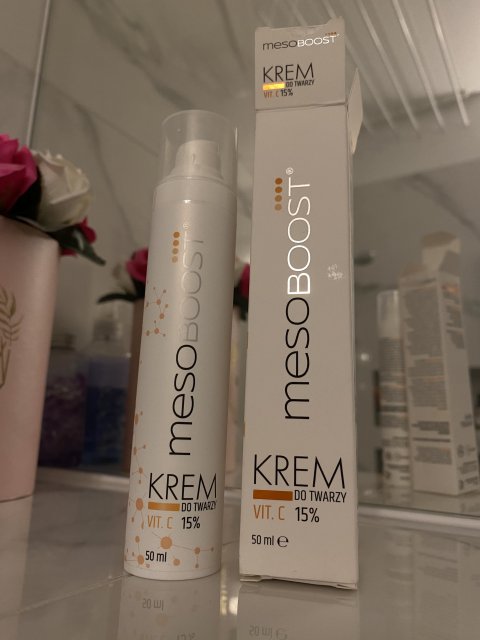 mesoBOOST®
KREM
DO TWARZY
VIT. C 15%
mesoBOOST®
KREM
DO TWARZY
VIT. C 15%
50 ml e
mesoBOOST®
KREM
DO TWARZY
VIT. C 15%
50 ml